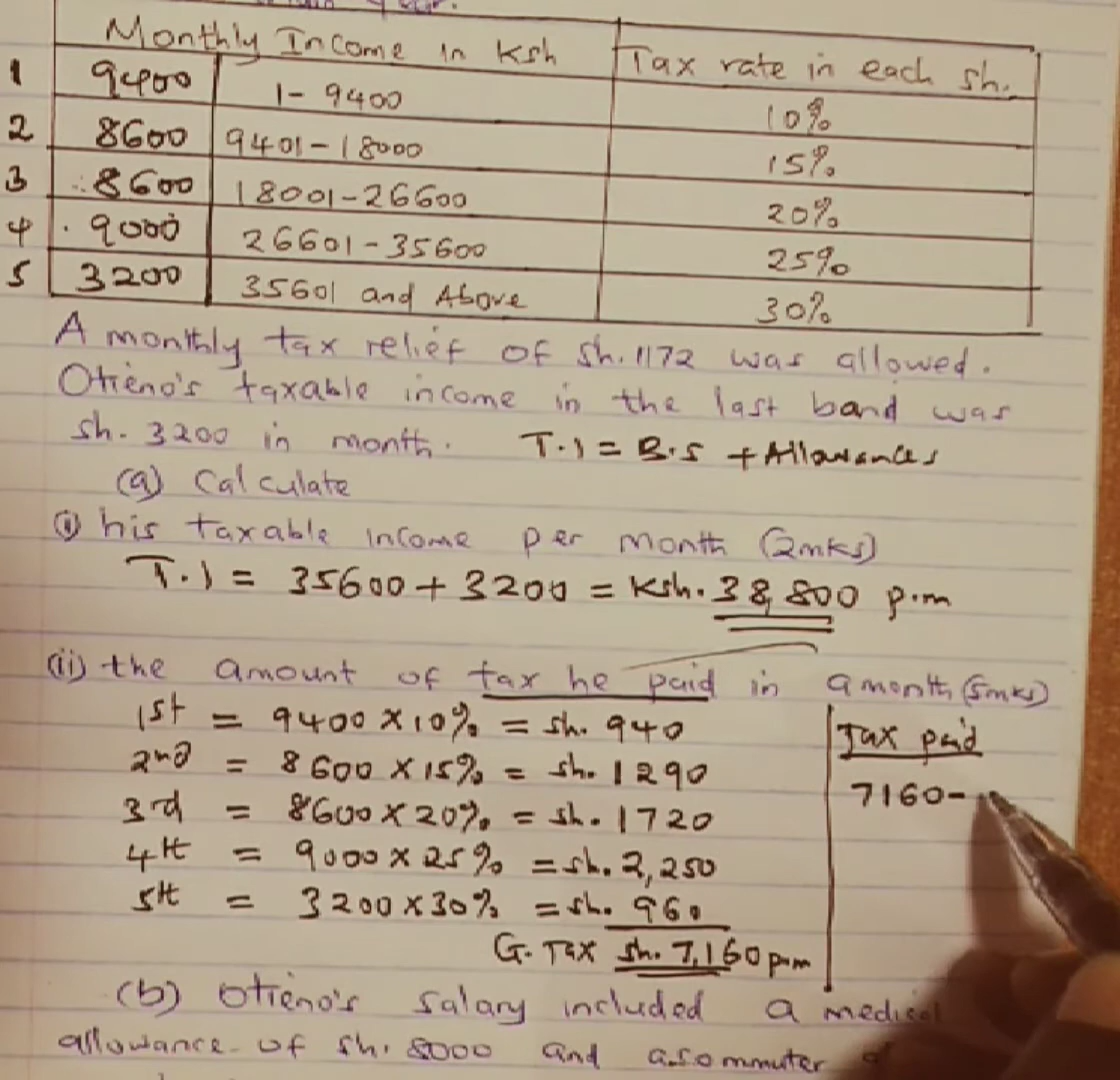 year.
Monthly Income in Ksh Tax rate in each sh.
1 9400 1-9400 10%
2 8600 9401-18000 15%
3 8600 18001-26600 20%
4 9000 26601-35600 25%
5 3200 35601 and Above 30%
A monthly tax relief of sh.1172 was allowed.
Otieno's taxable income in the last band was
sh. 3200 in month. T.I = B.S + Allowances
(a) Calculate
(i) his taxable income per month (2mks)
T.I = 35600 + 3200 = Ksh. 38,800 p.m
(ii) the amount of tax he paid in a month (5mks)
1st = 9400 x 10% = sh. 940
2nd = 8600 x 15% = sh. 1290
3rd = 8600 x 20% = sh. 1720
4th = 9000 x 25% = sh. 2,250
5th = 3200 x 30% = sh. 960
G. Tax sh. 7,160 p.m
Tax paid
7160-
(b) Otieno's salary included a medical
allowance of sh. 8000 and a commuter